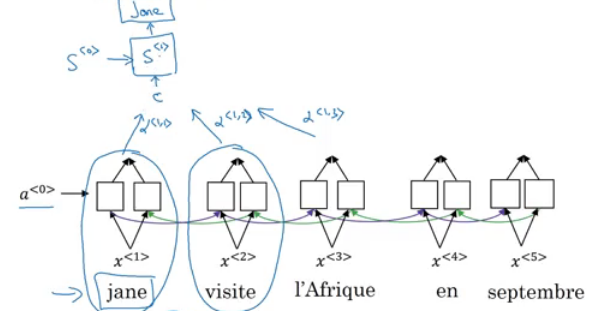 Jane
S<0> S<1>
c
α<1,1> α<1,2> α<1,3>
a<0>
x<1> x<2> x<3> x<4> x<5>
jane visite l'Afrique en septembre